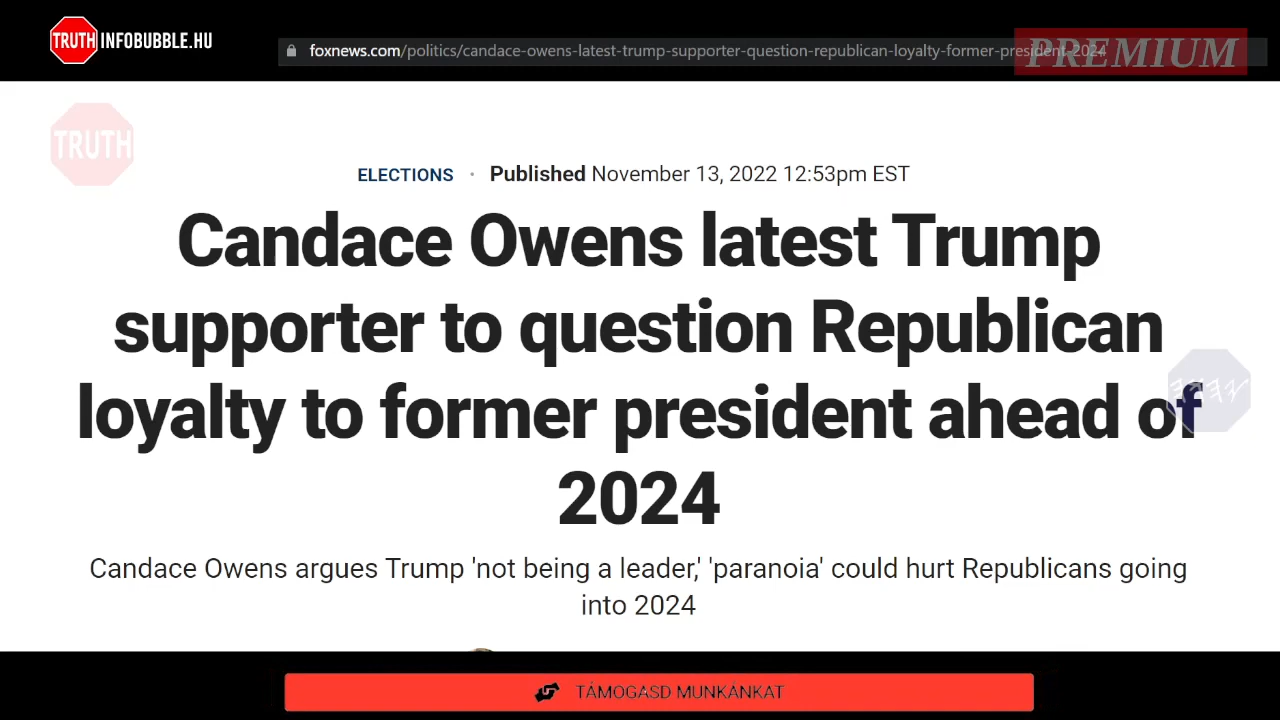 TRUTH INFOBUBBLE.HU
foxnews.com/politics/candace-owens-latest-trump-supporter-question-republican-loyalty-former-president-2024
PREMIUM
TRUTH
ELECTIONS · Published November 13, 2022 12:53pm EST
Candace Owens latest Trump
supporter to question Republican
loyalty to former president ahead of
2024
Candace Owens argues Trump 'not being a leader,' 'paranoia' could hurt Republicans going
into 2024
TÁMOGASD MUNKÁNKAT